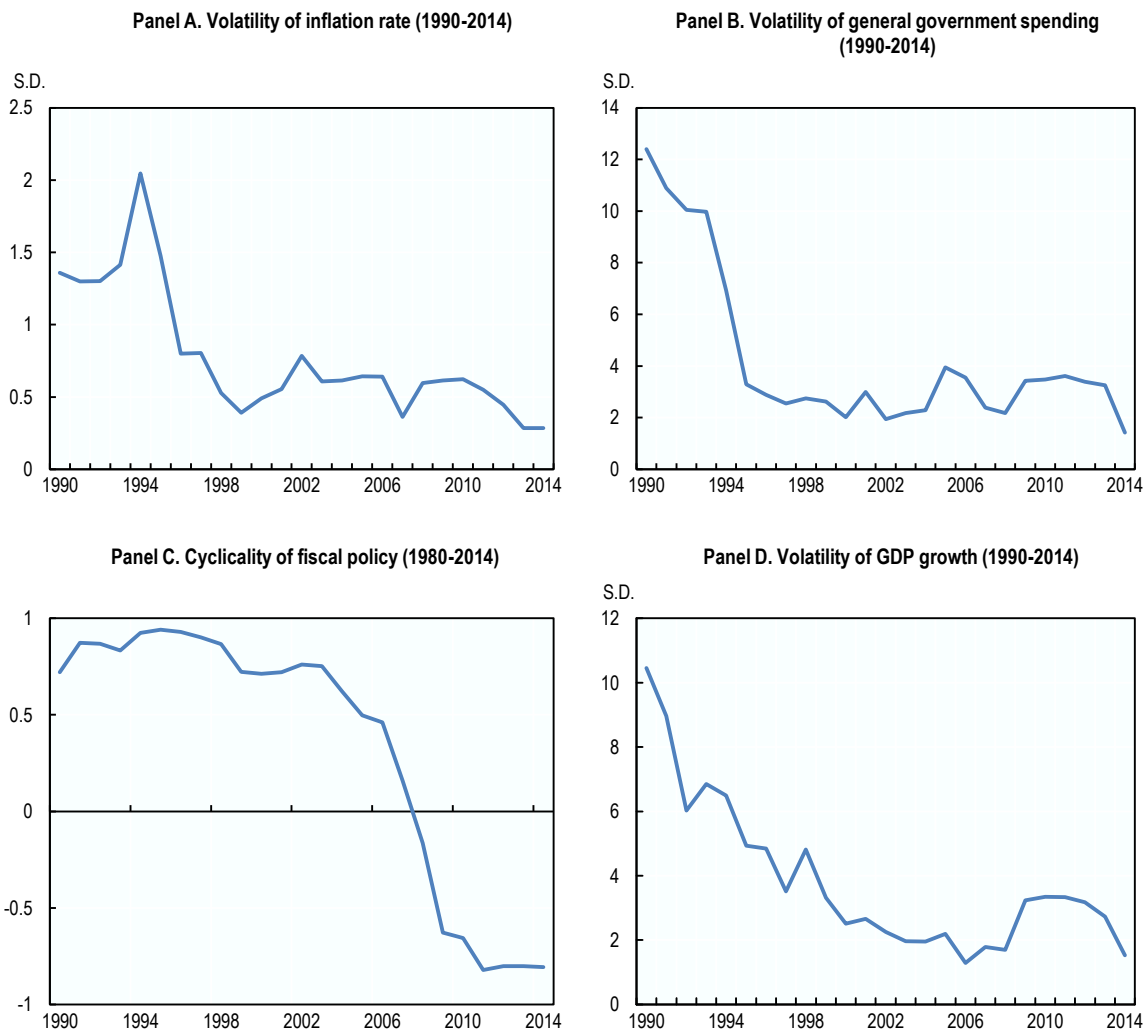 Panel A. Volatility of inflation rate (1990-2014)
S.D.
2.5
2
1.5
1
0.5
0
1990 1994 1998 2002 2006 2010 2014
Panel B. Volatility of general government spending
(1990-2014)
S.D.
14
12
10
8
6
4
2
0
1990 1994 1998 2002 2006 2010 2014
Panel C. Cyclicality of fiscal policy (1980-2014)
1
0.5
0
-0.5
-1
1990 1994 1998 2002 2006 2010 2014
Panel D. Volatility of GDP growth (1990-2014)
S.D.
12
10
8
6
4
2
0
1990 1994 1998 2002 2006 2010 2014